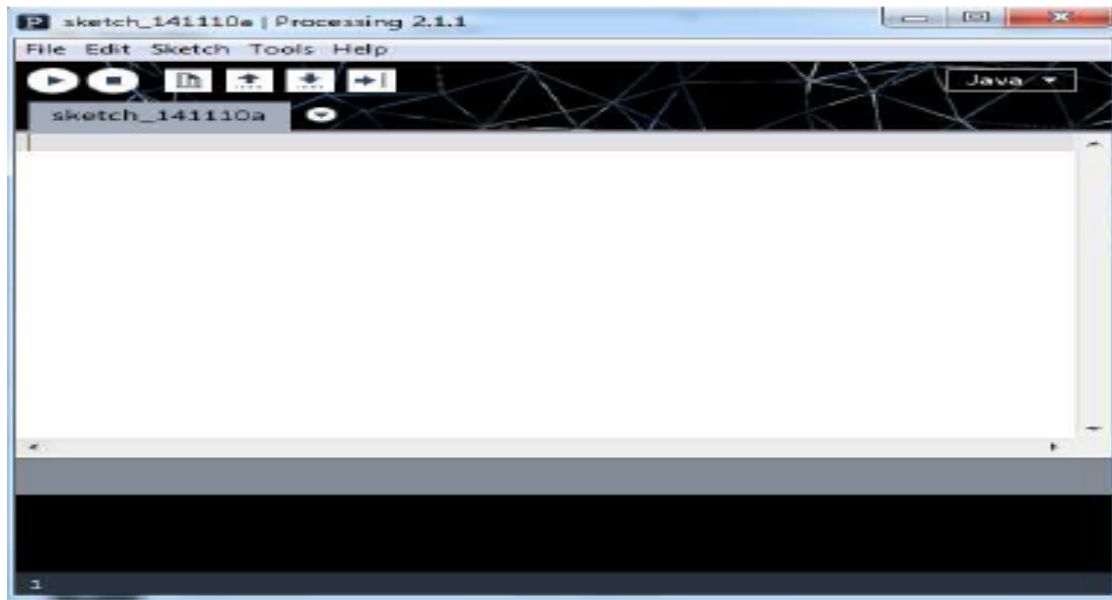 sketch_141110a | Processing 2.1.1
File Edit Sketch Tools Help
Java
sketch_141110a
1